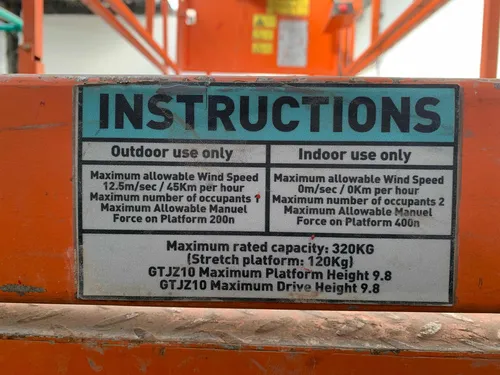 INSTRUCTIONS
Outdoor use only
Maximum allowable Wind Speed
12.5m/sec / 45Km per hour
Maximum number of occupants 1
Maximum Allowable Manuel
Force on Platform 200n
Indoor use only
Maximum allowable Wind Speed
0m/sec / 0Km per hour
Maximum number of occupants 2
Maximum Allowable Manuel
Force on Platform 400n
Maximum rated capacity: 320KG
(Stretch platform: 120Kg)
GTJZ10 Maximum Platform Height 9.8
GTJZ10 Maximum Drive Height 9.8